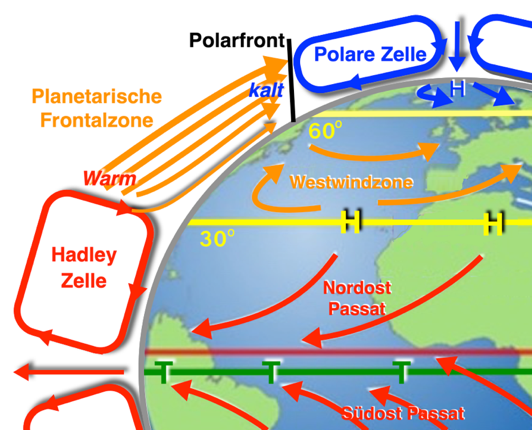 Polarfront
Polare Zelle
kalt
H
Planetarische
Frontalzone
60°
Warm
Westwindzone
30°
H
H
Hadley
Zelle
Nordost
Passat
T
T
T
Südost Passat